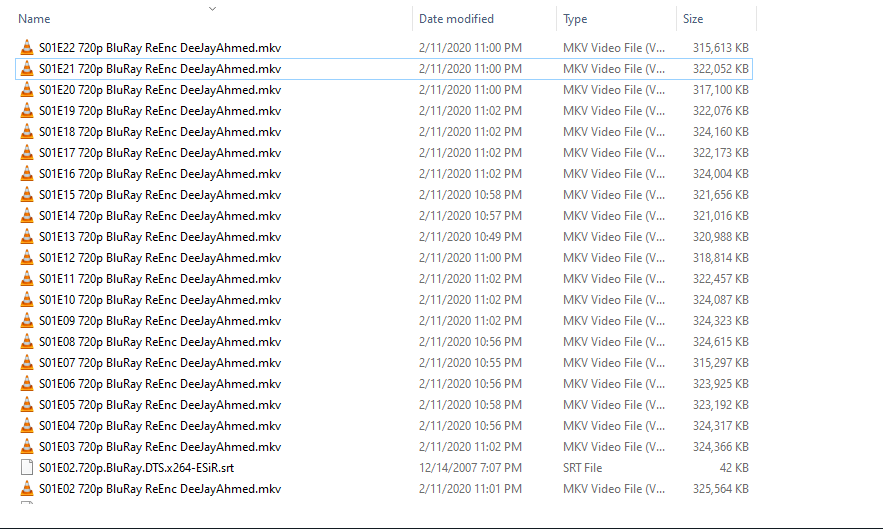 Name Date modified Type Size
S01E22 720p BluRay ReEnc DeeJayAhmed.mkv 2/11/2020 11:00 PM MKV Video File (V... 315,613 KB
S01E21 720p BluRay ReEnc DeeJayAhmed.mkv 2/11/2020 11:00 PM MKV Video File (V... 322,052 KB
S01E20 720p BluRay ReEnc DeeJayAhmed.mkv 2/11/2020 11:00 PM MKV Video File (V... 317,100 KB
S01E19 720p BluRay ReEnc DeeJayAhmed.mkv 2/11/2020 11:02 PM MKV Video File (V... 322,076 KB
S01E18 720p BluRay ReEnc DeeJayAhmed.mkv 2/11/2020 11:02 PM MKV Video File (V... 324,160 KB
S01E17 720p BluRay ReEnc DeeJayAhmed.mkv 2/11/2020 11:02 PM MKV Video File (V... 322,173 KB
S01E16 720p BluRay ReEnc DeeJayAhmed.mkv 2/11/2020 11:02 PM MKV Video File (V... 324,004 KB
S01E15 720p BluRay ReEnc DeeJayAhmed.mkv 2/11/2020 10:58 PM MKV Video File (V... 321,656 KB
S01E14 720p BluRay ReEnc DeeJayAhmed.mkv 2/11/2020 10:57 PM MKV Video File (V... 321,016 KB
S01E13 720p BluRay ReEnc DeeJayAhmed.mkv 2/11/2020 10:49 PM MKV Video File (V... 320,988 KB
S01E12 720p BluRay ReEnc DeeJayAhmed.mkv 2/11/2020 11:00 PM MKV Video File (V... 318,814 KB
S01E11 720p BluRay ReEnc DeeJayAhmed.mkv 2/11/2020 11:02 PM MKV Video File (V... 322,457 KB
S01E10 720p BluRay ReEnc DeeJayAhmed.mkv 2/11/2020 11:02 PM MKV Video File (V... 324,087 KB
S01E09 720p BluRay ReEnc DeeJayAhmed.mkv 2/11/2020 11:02 PM MKV Video File (V... 324,323 KB
S01E08 720p BluRay ReEnc DeeJayAhmed.mkv 2/11/2020 10:56 PM MKV Video File (V... 324,615 KB
S01E07 720p BluRay ReEnc DeeJayAhmed.mkv 2/11/2020 10:55 PM MKV Video File (V... 315,297 KB
S01E06 720p BluRay ReEnc DeeJayAhmed.mkv 2/11/2020 10:56 PM MKV Video File (V... 323,925 KB
S01E05 720p BluRay ReEnc DeeJayAhmed.mkv 2/11/2020 10:58 PM MKV Video File (V... 323,192 KB
S01E04 720p BluRay ReEnc DeeJayAhmed.mkv 2/11/2020 10:56 PM MKV Video File (V... 324,317 KB
S01E03 720p BluRay ReEnc DeeJayAhmed.mkv 2/11/2020 11:02 PM MKV Video File (V... 324,366 KB
S01E02.720p.BluRay.DTS.x264-ESiR.srt 12/14/2007 7:07 PM SRT File 42 KB
S01E02 720p BluRay ReEnc DeeJayAhmed.mkv 2/11/2020 11:01 PM MKV Video File (V... 325,564 KB